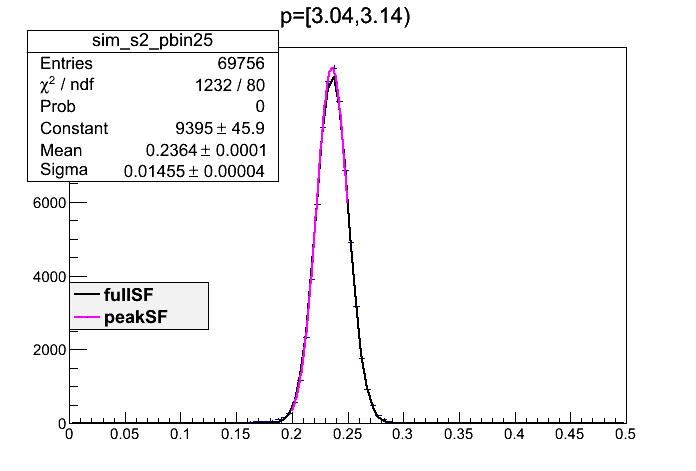 p=[3.04,3.14)
sim_s2_pbin25
Entries 69756
χ² / ndf 1232 / 80
Prob 0
Constant 9395 ± 45.9
Mean 0.2364 ± 0.0001
Sigma 0.01455 ± 0.00004
6000
4000
fullSF
peakSF
2000
0
0 0.05 0.1 0.15 0.2 0.25 0.3 0.35 0.4 0.45 0.5